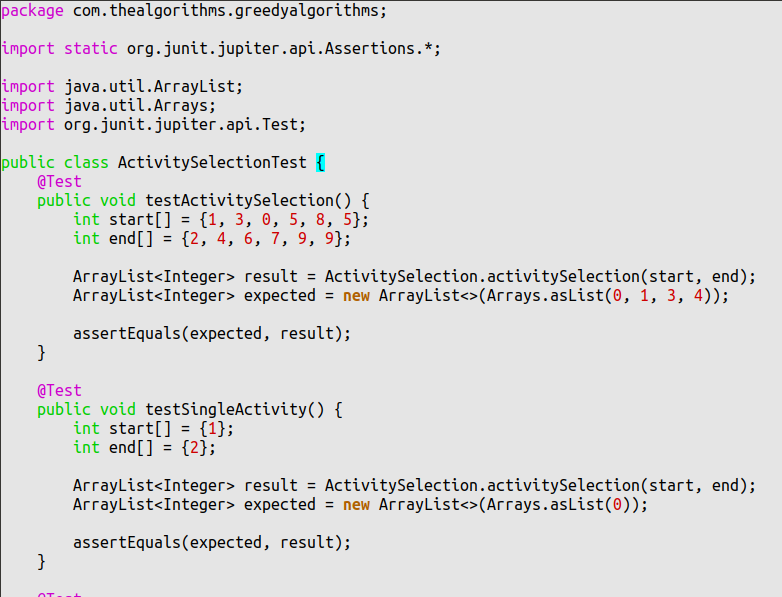 package com.thealgorithms.greedyalgorithms;
import static org.junit.jupiter.api.Assertions.*;
import java.util.ArrayList;
import java.util.Arrays;
import org.junit.jupiter.api.Test;
public class ActivitySelectionTest {
    @Test
    public void testActivitySelection() {
        int start[] = {1, 3, 0, 5, 8, 5};
        int end[] = {2, 4, 6, 7, 9, 9};
        ArrayList<Integer> result = ActivitySelection.activitySelection(start, end);
        ArrayList<Integer> expected = new ArrayList<>(Arrays.asList(0, 1, 3, 4));
        assertEquals(expected, result);
    }
    @Test
    public void testSingleActivity() {
        int start[] = {1};
        int end[] = {2};
        ArrayList<Integer> result = ActivitySelection.activitySelection(start, end);
        ArrayList<Integer> expected = new ArrayList<>(Arrays.asList(0));
        assertEquals(expected, result);
    }
    @Test